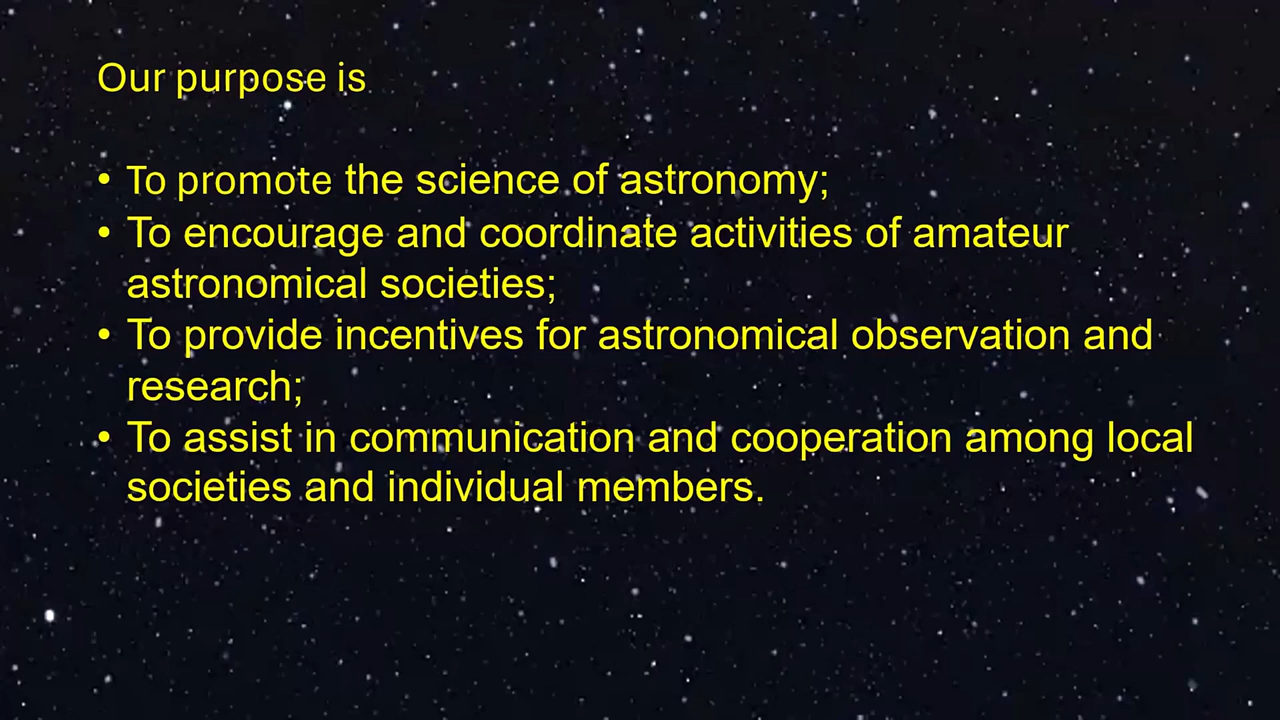 Our purpose is
• To promote the science of astronomy;
• To encourage and coordinate activities of amateur
astronomical societies;
• To provide incentives for astronomical observation and
research;
• To assist in communication and cooperation among local
societies and individual members.